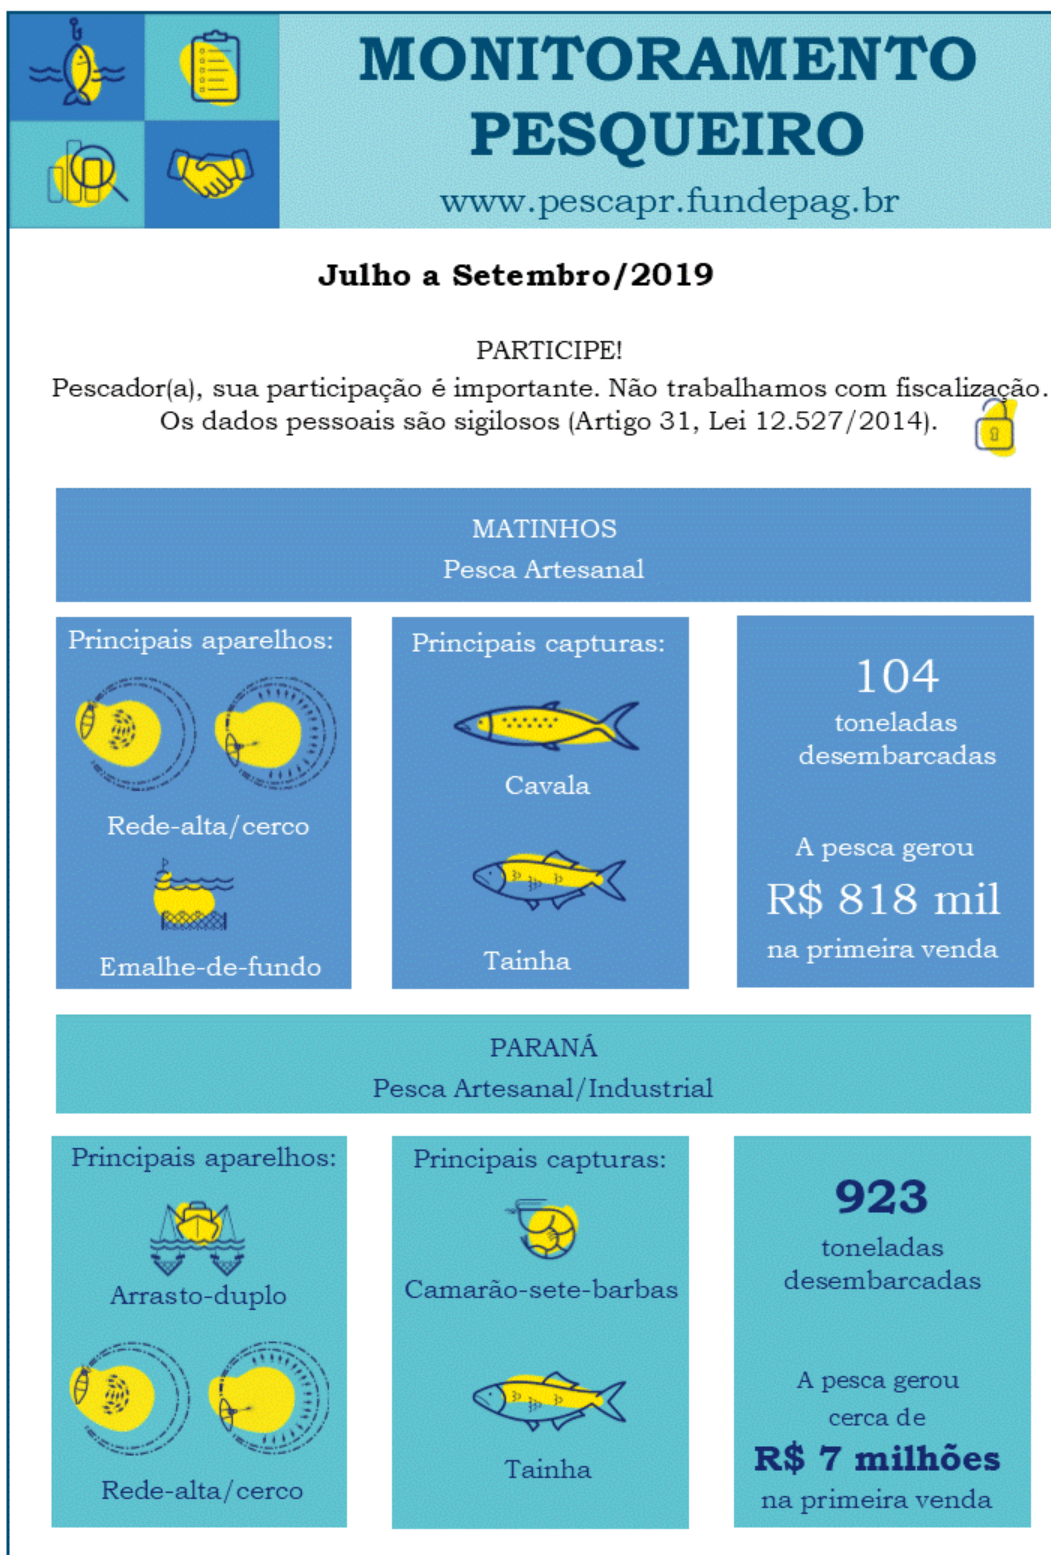 MONITORAMENTO
PESQUEIRO
www.pescapr.fundepag.br
Julho a Setembro/2019
PARTICIPE!
Pescador(a), sua participação é importante. Não trabalhamos com fiscalização.
Os dados pessoais são sigilosos (Artigo 31, Lei 12.527/2014).
MATINHOS
Pesca Artesanal
Principais aparelhos:
Rede-alta/cerco
Emalhe-de-fundo
Principais capturas:
Cavala
Tainha
104
toneladas
desembarcadas
A pesca gerou
R$ 818 mil
na primeira venda
PARANÁ
Pesca Artesanal/Industrial
Principais aparelhos:
Arrasto-duplo
Rede-alta/cerco
Principais capturas:
Camarão-sete-barbas
Tainha
923
toneladas
desembarcadas
A pesca gerou
cerca de
R$ 7 milhões
na primeira venda